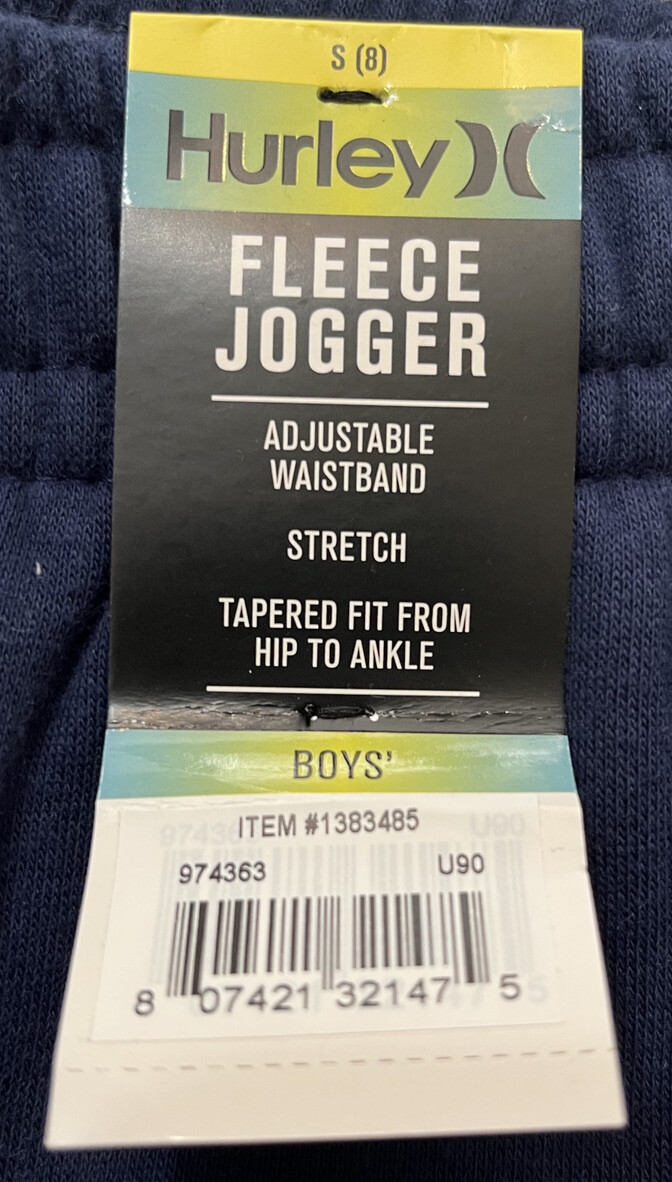 S (8)
Hurley
FLEECE
JOGGER
ADJUSTABLE
WAISTBAND
STRETCH
TAPERED FIT FROM
HIP TO ANKLE
BOYS'
ITEM #1383485
974363 U90
8 07421 32147 5